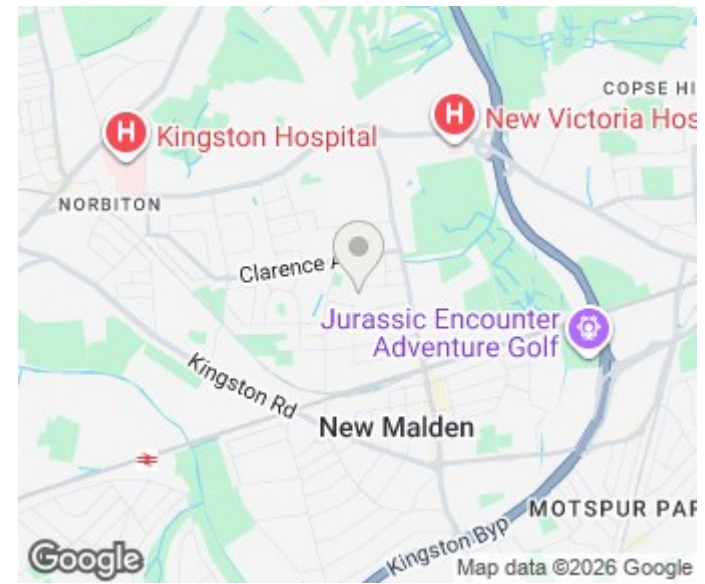 COPSE HI
H
New Victoria Hos
H
Kingston Hospital
NORBITON
Clarence A
Jurassic Encounter
Adventure Golf
Kingston Rd
New Malden
MOTSPUR PAR
Kingston Byp
Google
Map data ©2026 Google